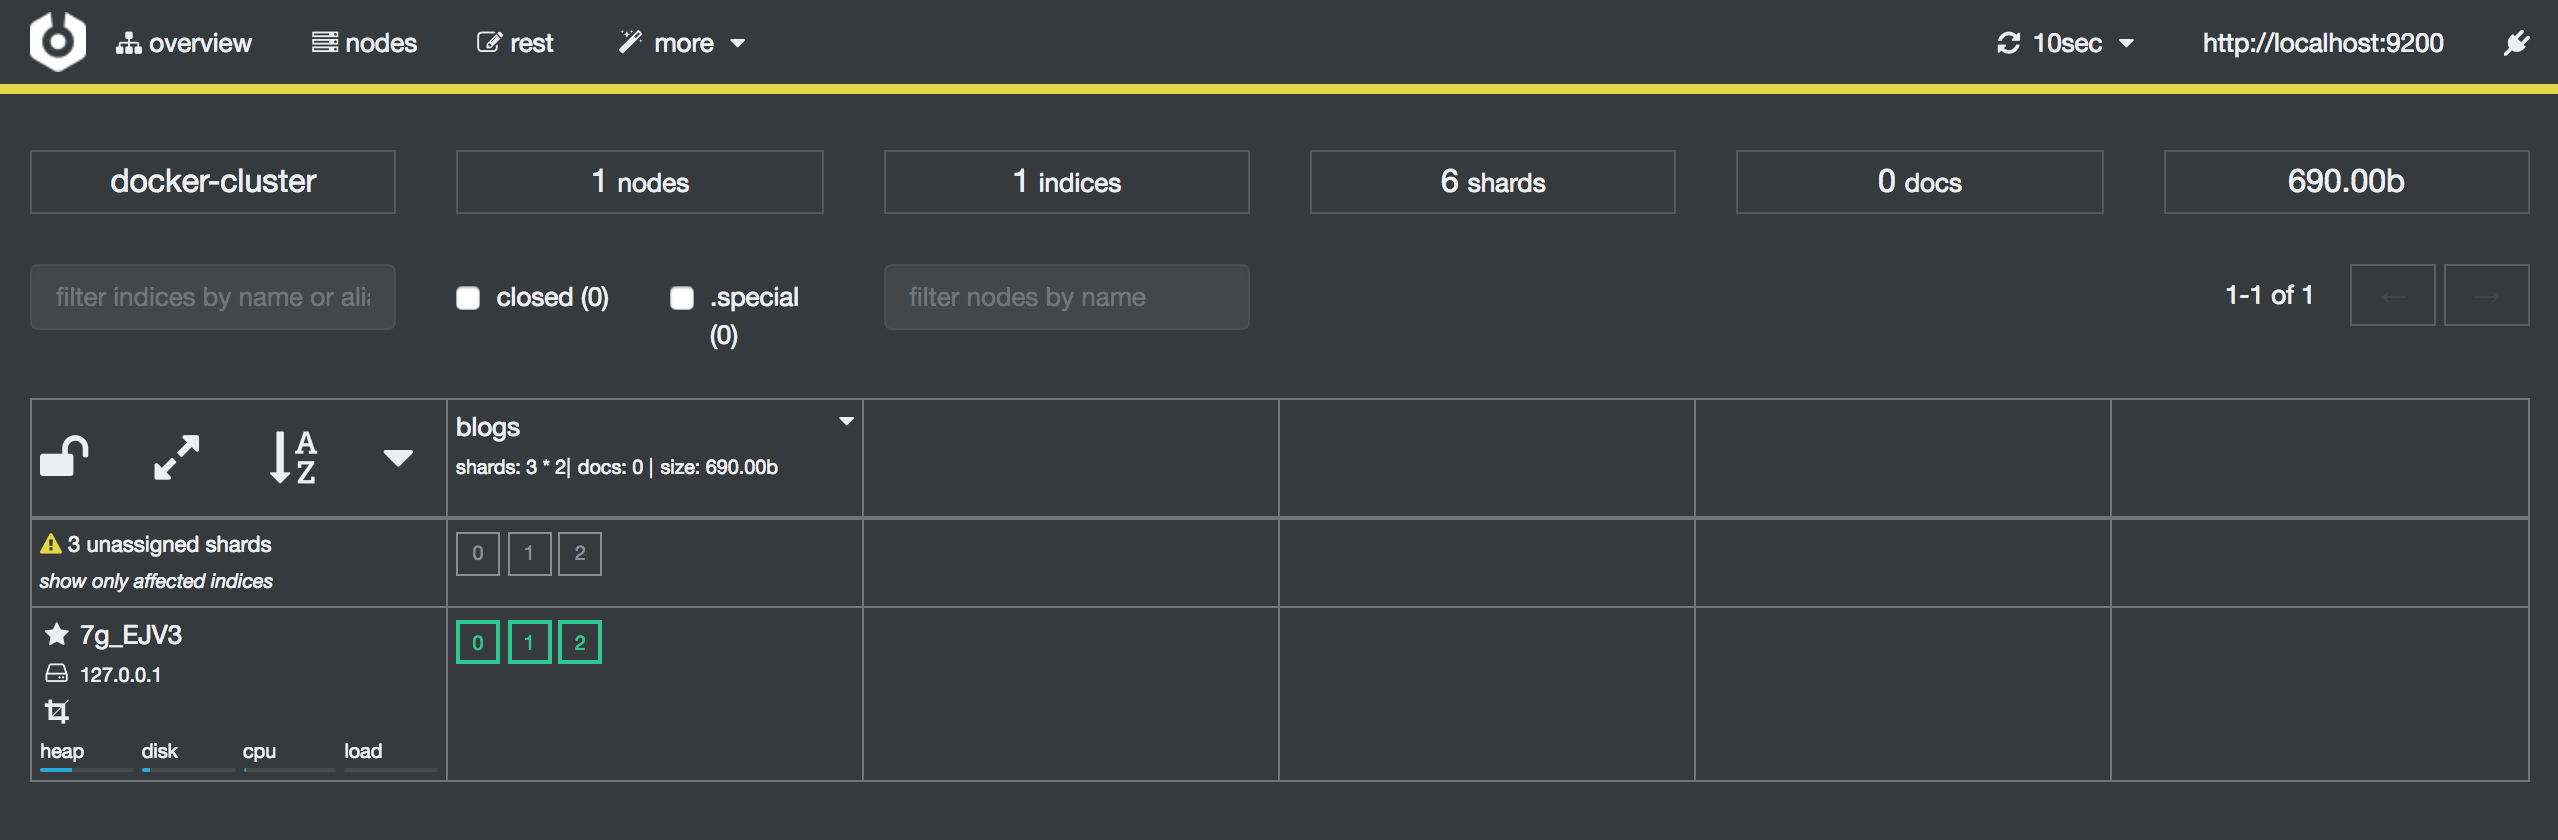 overview nodes rest more 10sec http://localhost:9200
docker-cluster 1 nodes 1 indices 6 shards 0 docs 690.00b
filter indices by name or ali closed (0) .special (0) filter nodes by name 1-1 of 1 ← →
A Z
blogs
shards: 3 * 2| docs: 0 | size: 690.00b
3 unassigned shards
show only affected indices
0 1 2
7g_EJV3
127.0.0.1
heap disk cpu load
0 1 2